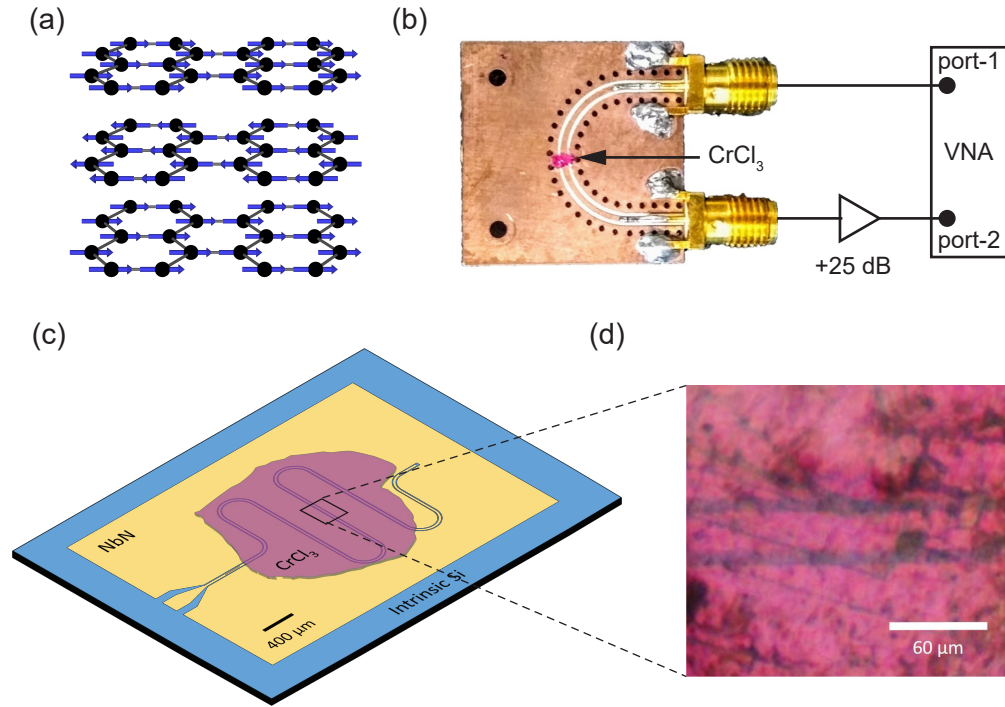 (a)
(b)
port-1
VNA
port-2
CrCl₃
+25 dB
(c)
(d)
NbN
CrCl₃
Intrinsic Si
400 μm
60 μm